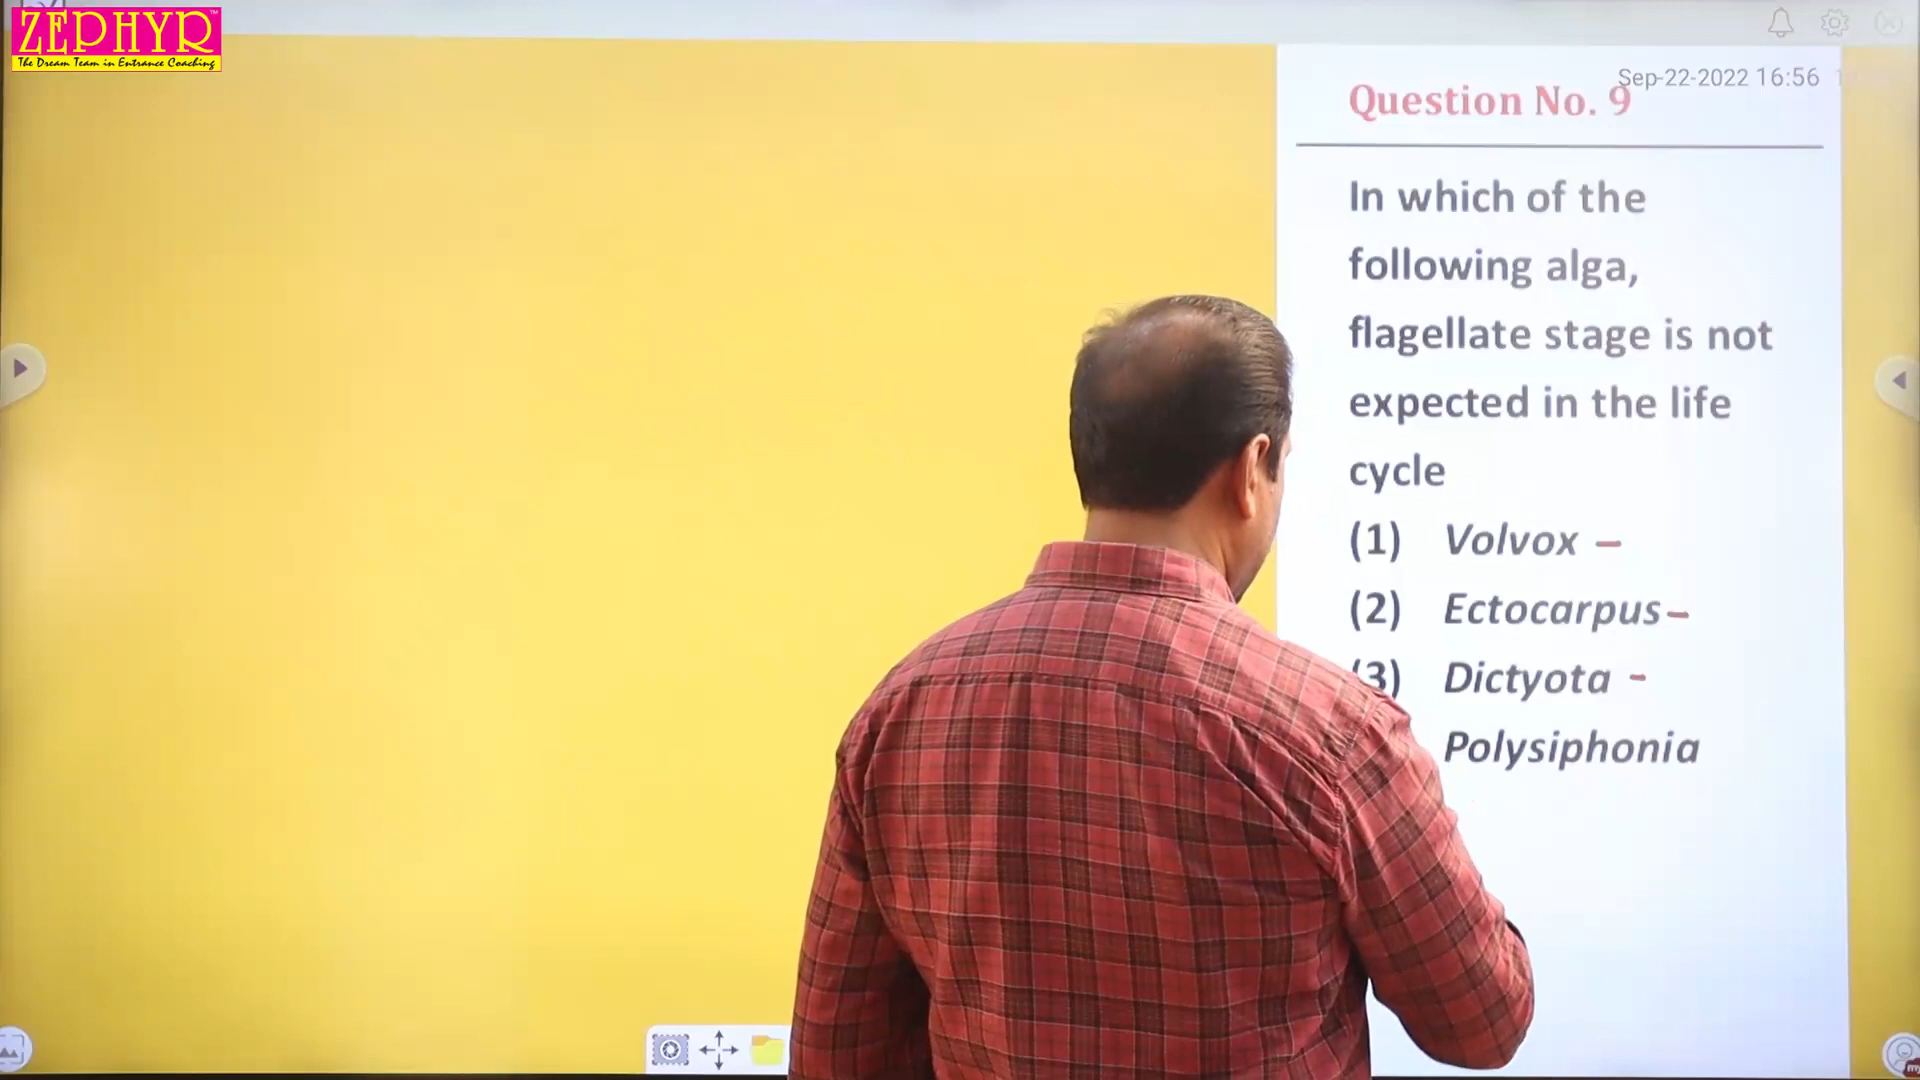 ZEPHYR™
The Dream Team in Entrance Coaching
Sep-22-2022 16:56
Question No. 9
In which of the
following alga,
flagellate stage is not
expected in the life
cycle
(1) Volvox –
(2) Ectocarpus –
(3) Dictyota -
Polysiphonia